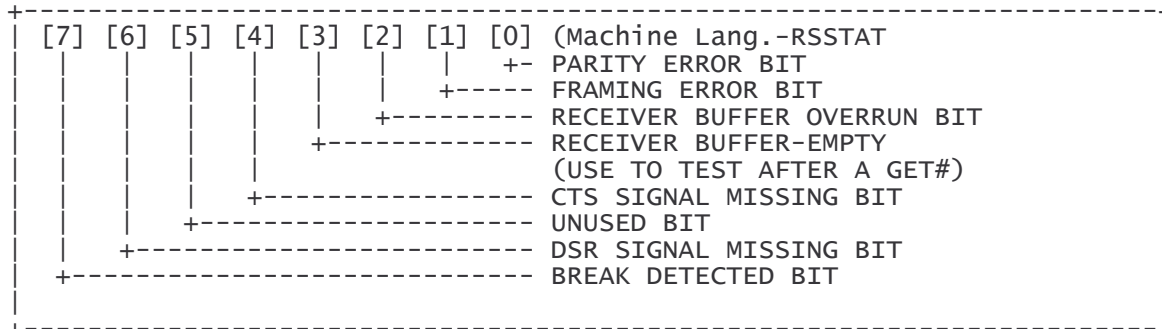 [7] [6] [5] [4] [3] [2] [1] [0] (Machine Lang.-RSSTAT
PARITY ERROR BIT
FRAMING ERROR BIT
RECEIVER BUFFER OVERRUN BIT
RECEIVER BUFFER-EMPTY
(USE TO TEST AFTER A GET#)
CTS SIGNAL MISSING BIT
UNUSED BIT
DSR SIGNAL MISSING BIT
BREAK DETECTED BIT